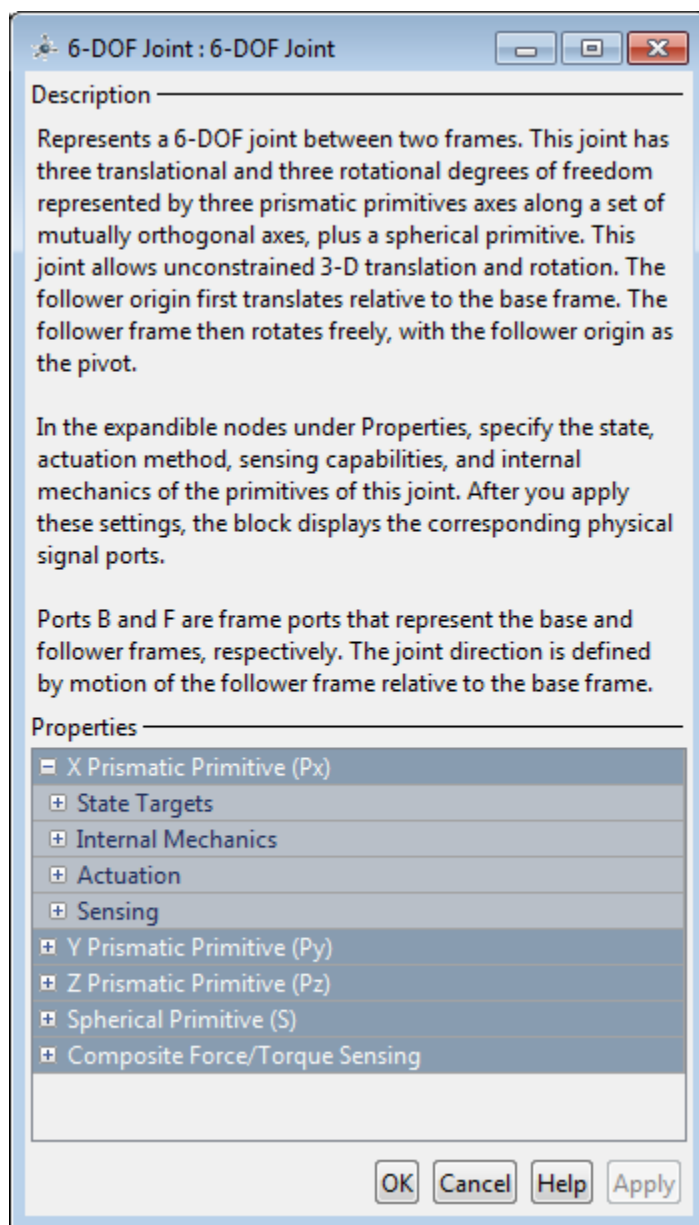 6-DOF Joint : 6-DOF Joint
Description
Represents a 6-DOF joint between two frames. This joint has
three translational and three rotational degrees of freedom
represented by three prismatic primitives axes along a set of
mutually orthogonal axes, plus a spherical primitive. This
joint allows unconstrained 3-D translation and rotation. The
follower origin first translates relative to the base frame. The
follower frame then rotates freely, with the follower origin as
the pivot.
In the expandible nodes under Properties, specify the state,
actuation method, sensing capabilities, and internal
mechanics of the primitives of this joint. After you apply
these settings, the block displays the corresponding physical
signal ports.
Ports B and F are frame ports that represent the base and
follower frames, respectively. The joint direction is defined
by motion of the follower frame relative to the base frame.
Properties
X Prismatic Primitive (Px)
State Targets
Internal Mechanics
Actuation
Sensing
Y Prismatic Primitive (Py)
Z Prismatic Primitive (Pz)
Spherical Primitive (S)
Composite Force/Torque Sensing
OK Cancel Help Apply